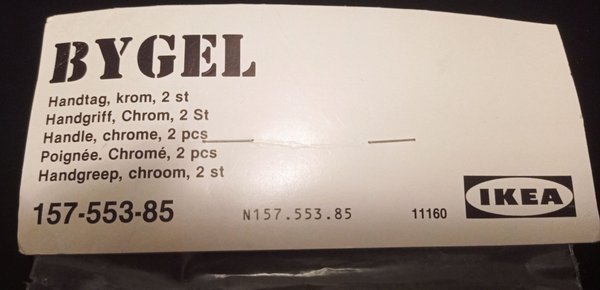 BYGEL
Handtag, krom, 2 st
Handgriff, Chrom, 2 St
Handle, chrome, 2 pcs
Poignée. Chromé, 2 pcs
Handgreep, chroom, 2 st
157-553-85 N157.553.85 11160 IKEA